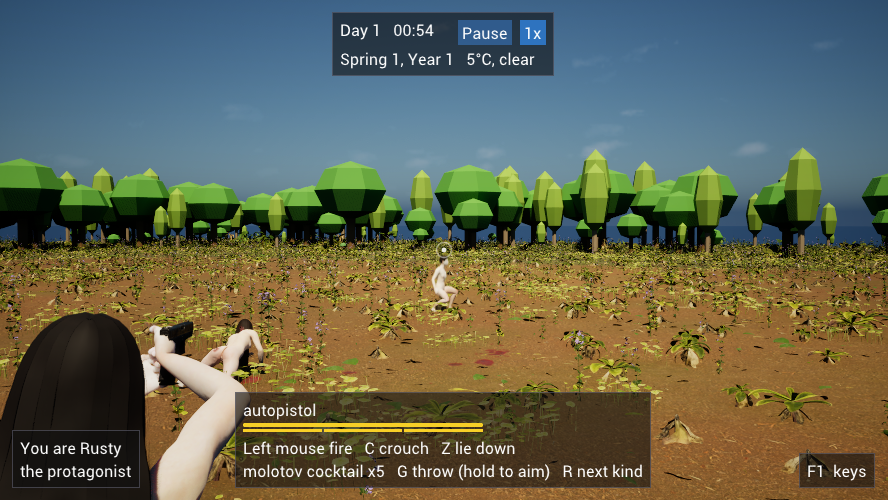 Day 1 00:54 Pause 1x
Spring 1, Year 1 5°C, clear
autopistol
Left mouse fire C crouch Z lie down
molotov cocktail x5 G throw (hold to aim) R next kind
You are Rusty
the protagonist
F1 keys